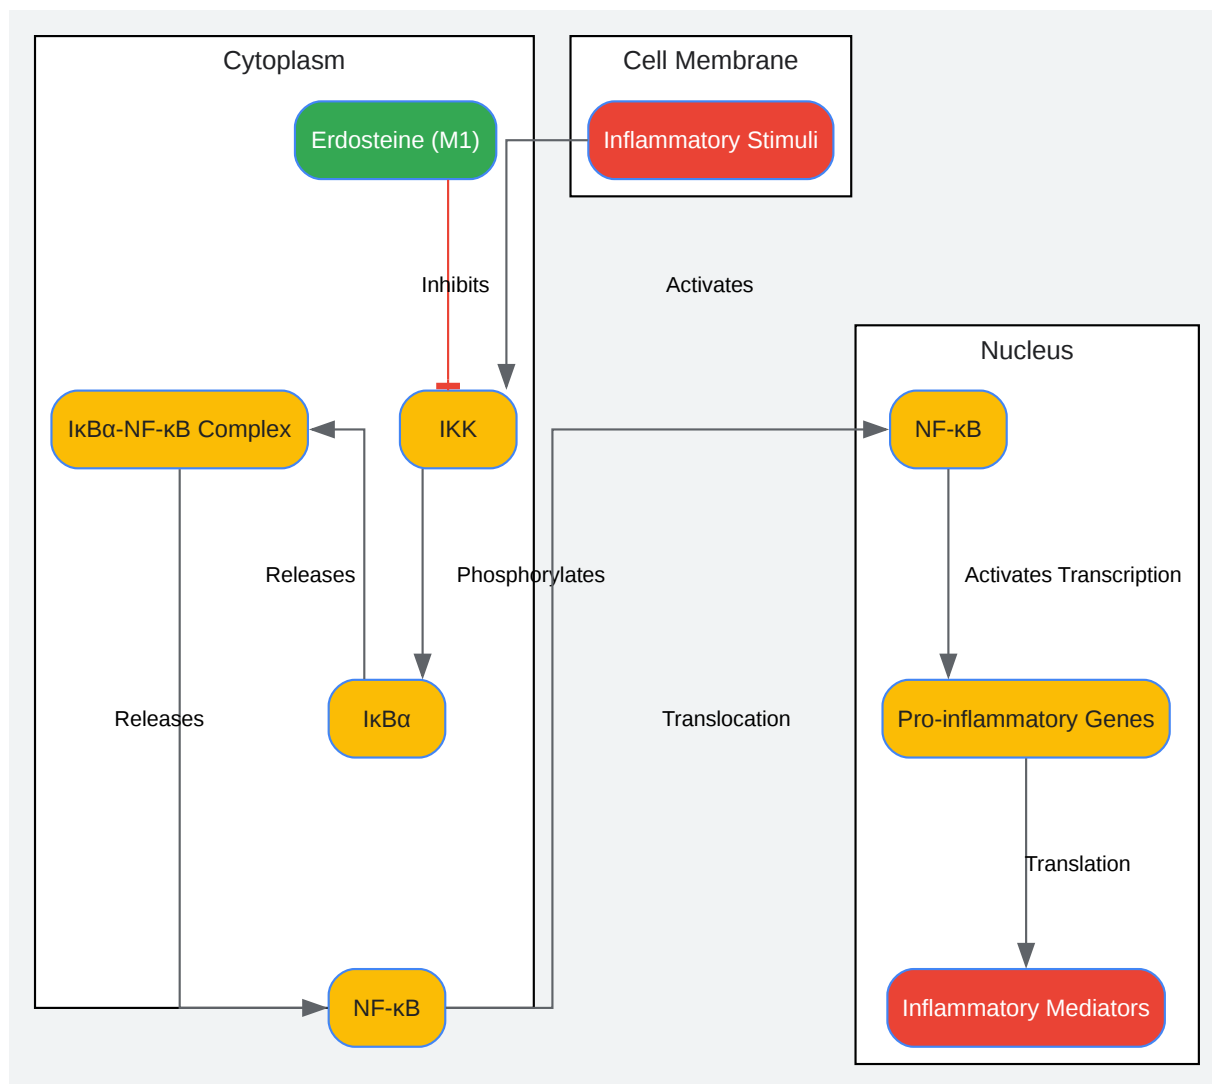 Cytoplasm
Cell Membrane
Erdosteine (M1)
Inflammatory Stimuli
Inhibits
Activates
Nucleus
IκBα-NF-κB Complex
IKK
NF-κB
Releases
Phosphorylates
Activates Transcription
Releases
IκBα
Translocation
Pro-inflammatory Genes
Translation
NF-κB
Inflammatory Mediators